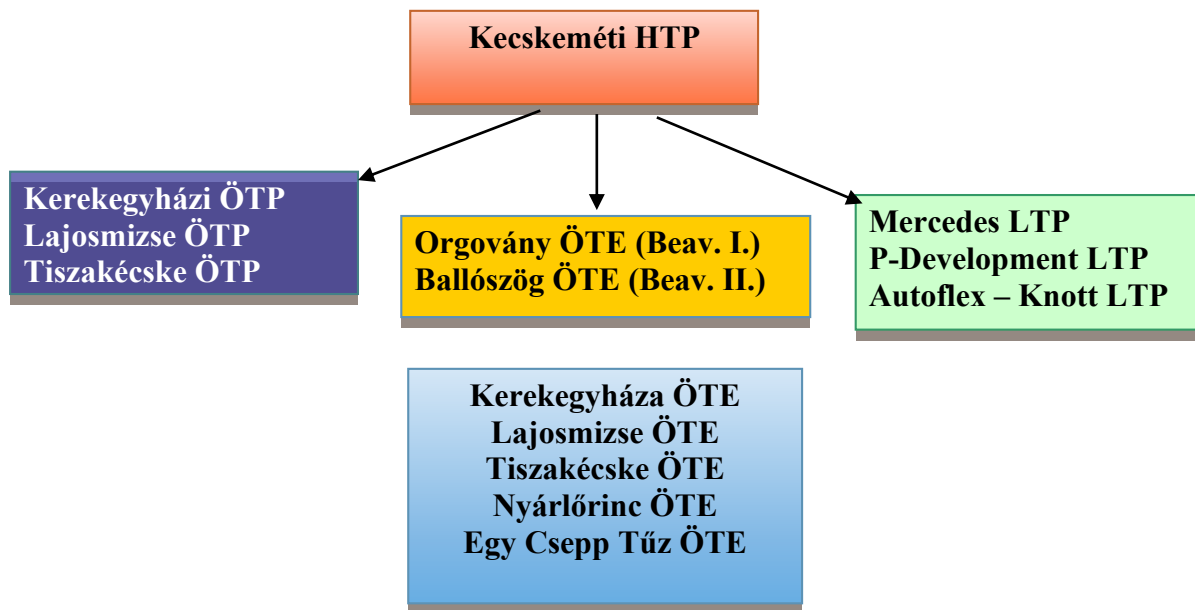 Kecskeméti HTP
Kerekegyházi ÖTP
Lajosmizse ÖTP
Tiszakécske ÖTP
Orgovány ÖTE (Beav. I.)
Ballószög ÖTE (Beav. II.)
Mercedes LTP
P-Development LTP
Autoflex – Knott LTP
Kerekegyháza ÖTE
Lajosmizse ÖTE
Tiszakécske ÖTE
Nyárlőrinc ÖTE
Egy Csepp Tűz ÖTE